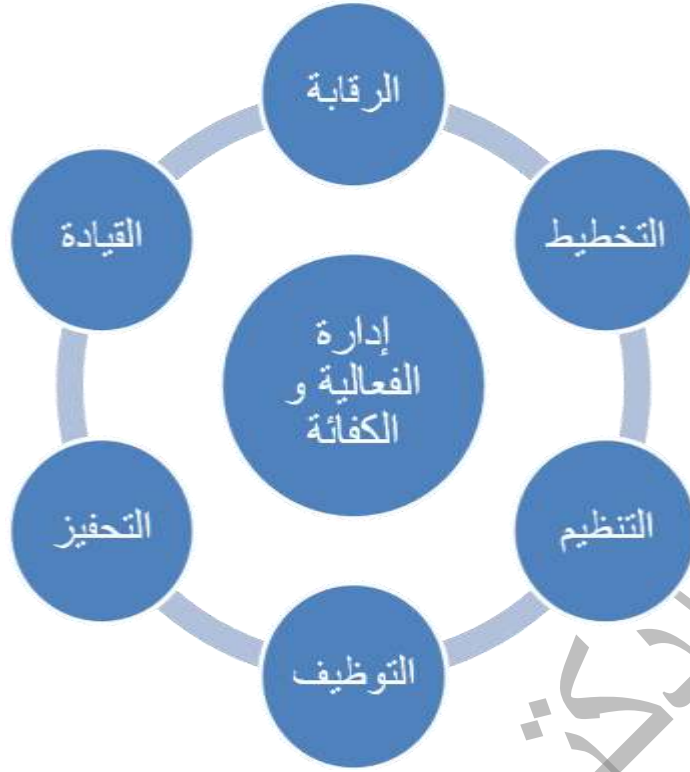 الرقابة
التخطيط
التنظيم
التوظيف
التحفيز
القيادة
إدارة
الفعالية و
الكفائة